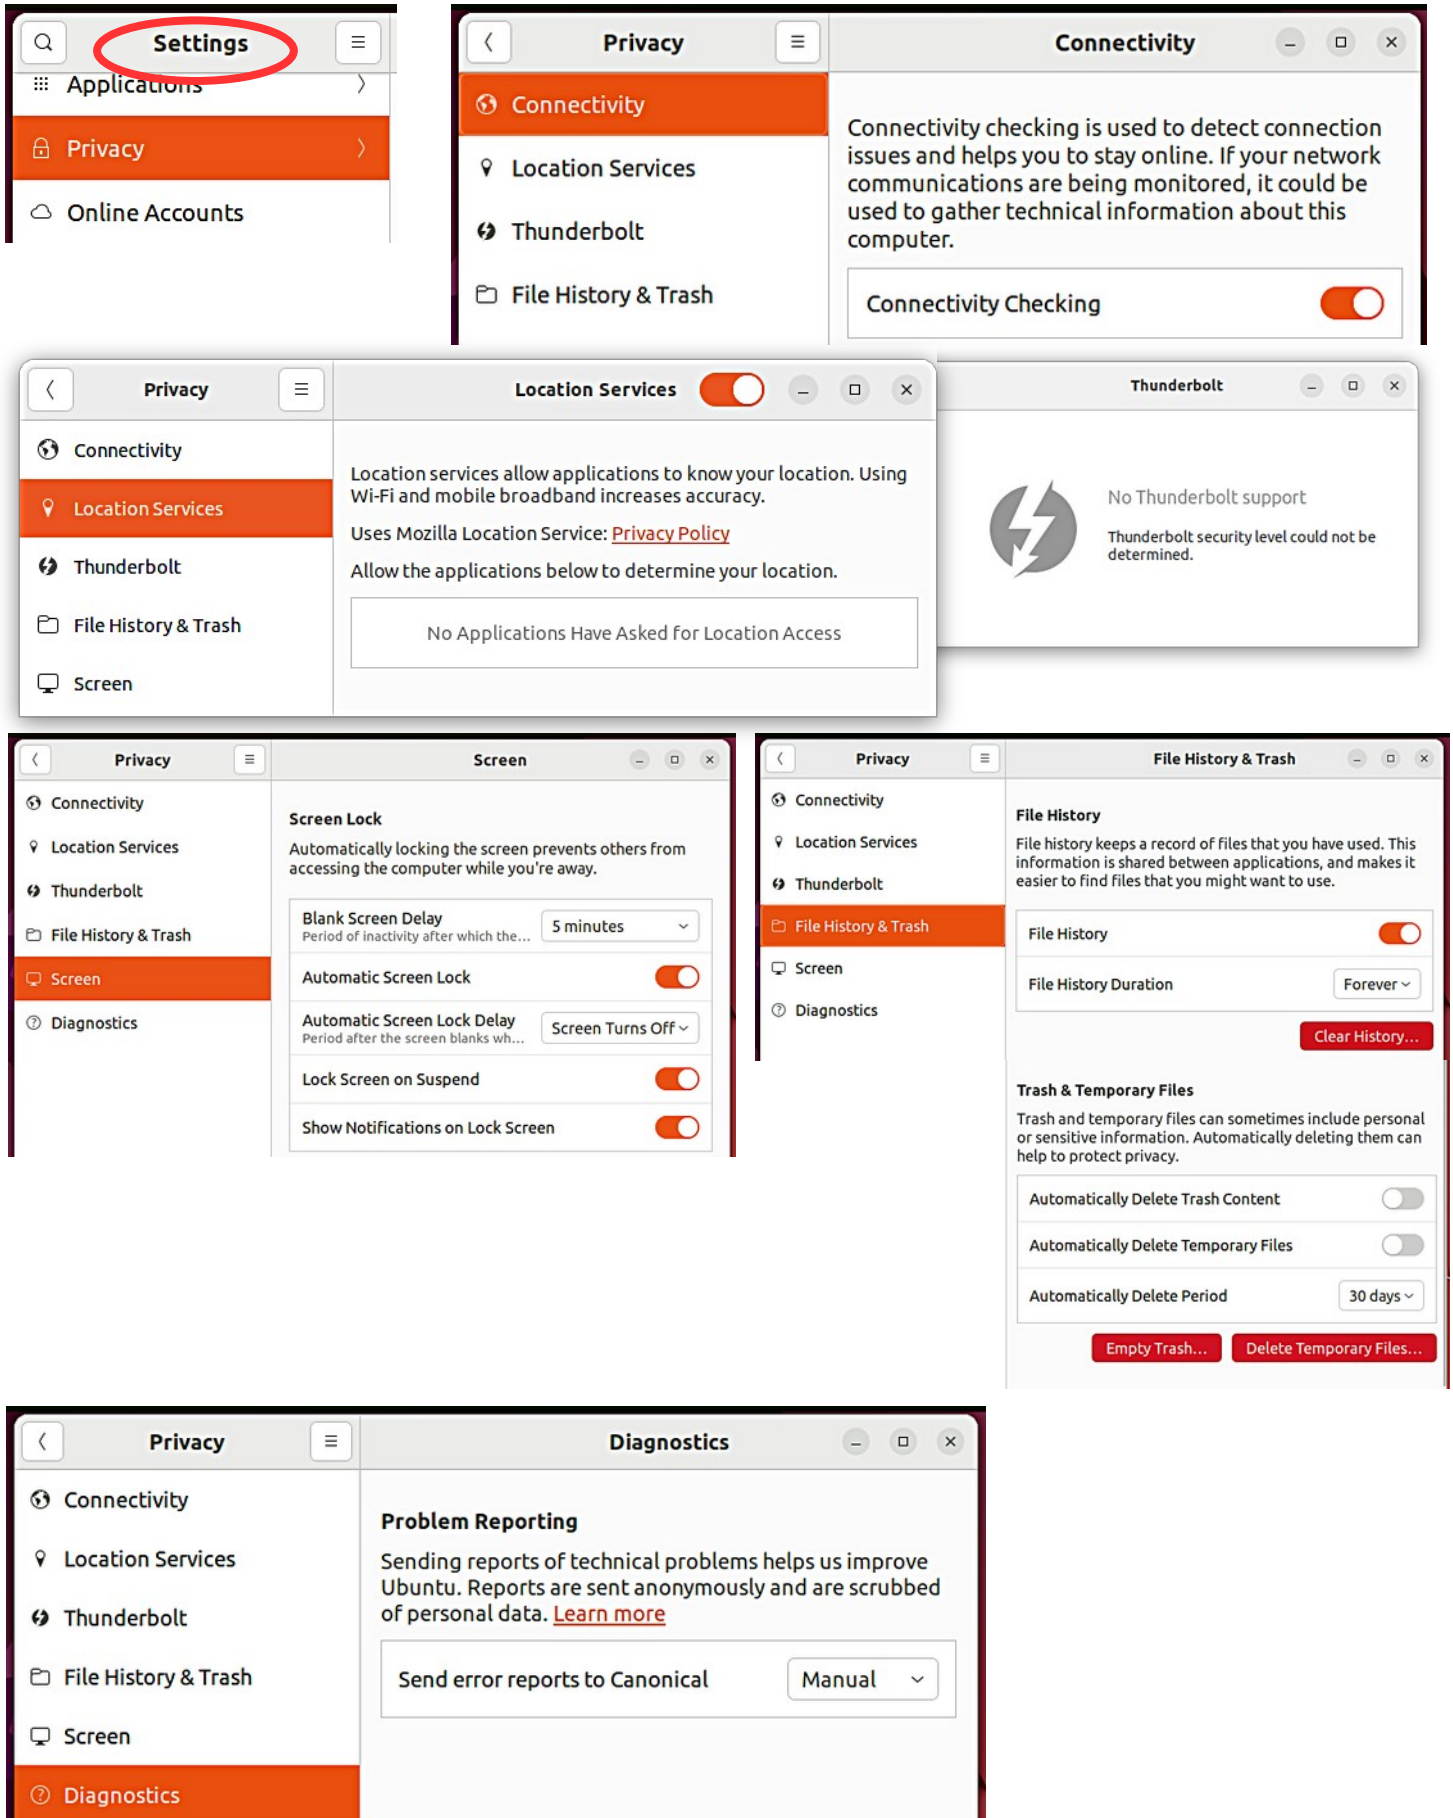 Settings
Applications
Privacy
Online Accounts
Privacy
Connectivity
Connectivity
Location Services
Thunderbolt
File History & Trash
Connectivity checking is used to detect connection
issues and helps you to stay online. If your network
communications are being monitored, it could be
used to gather technical information about this
computer.
Connectivity Checking
Privacy
Location Services
Connectivity
Location Services
Thunderbolt
File History & Trash
Screen
Location services allow applications to know your location. Using
Wi-Fi and mobile broadband increases accuracy.
Uses Mozilla Location Service: Privacy Policy
Allow the applications below to determine your location.
No Applications Have Asked for Location Access
Thunderbolt
No Thunderbolt support
Thunderbolt security level could not be
determined.
Privacy
Screen
Connectivity
Location Services
Thunderbolt
File History & Trash
Screen
Diagnostics
Screen Lock
Automatically locking the screen prevents others from
accessing the computer while you're away.
Blank Screen Delay
Period of inactivity after which the...
5 minutes
Automatic Screen Lock
Automatic Screen Lock Delay
Period after the screen blanks wh...
Screen Turns Off
Lock Screen on Suspend
Show Notifications on Lock Screen
Privacy
File History & Trash
Connectivity
Location Services
Thunderbolt
File History & Trash
Screen
Diagnostics
File History
File history keeps a record of files that you have used. This
information is shared between applications, and makes it
easier to find files that you might want to use.
File History
File History Duration
Forever
Clear History...
Trash & Temporary Files
Trash and temporary files can sometimes include personal
or sensitive information. Automatically deleting them can
help to protect privacy.
Automatically Delete Trash Content
Automatically Delete Temporary Files
Automatically Delete Period
30 days
Empty Trash...
Delete Temporary Files...
Privacy
Diagnostics
Connectivity
Location Services
Thunderbolt
File History & Trash
Screen
Diagnostics
Problem Reporting
Sending reports of technical problems helps us improve
Ubuntu. Reports are sent anonymously and are scrubbed
of personal data. Learn more
Send error reports to Canonical
Manual